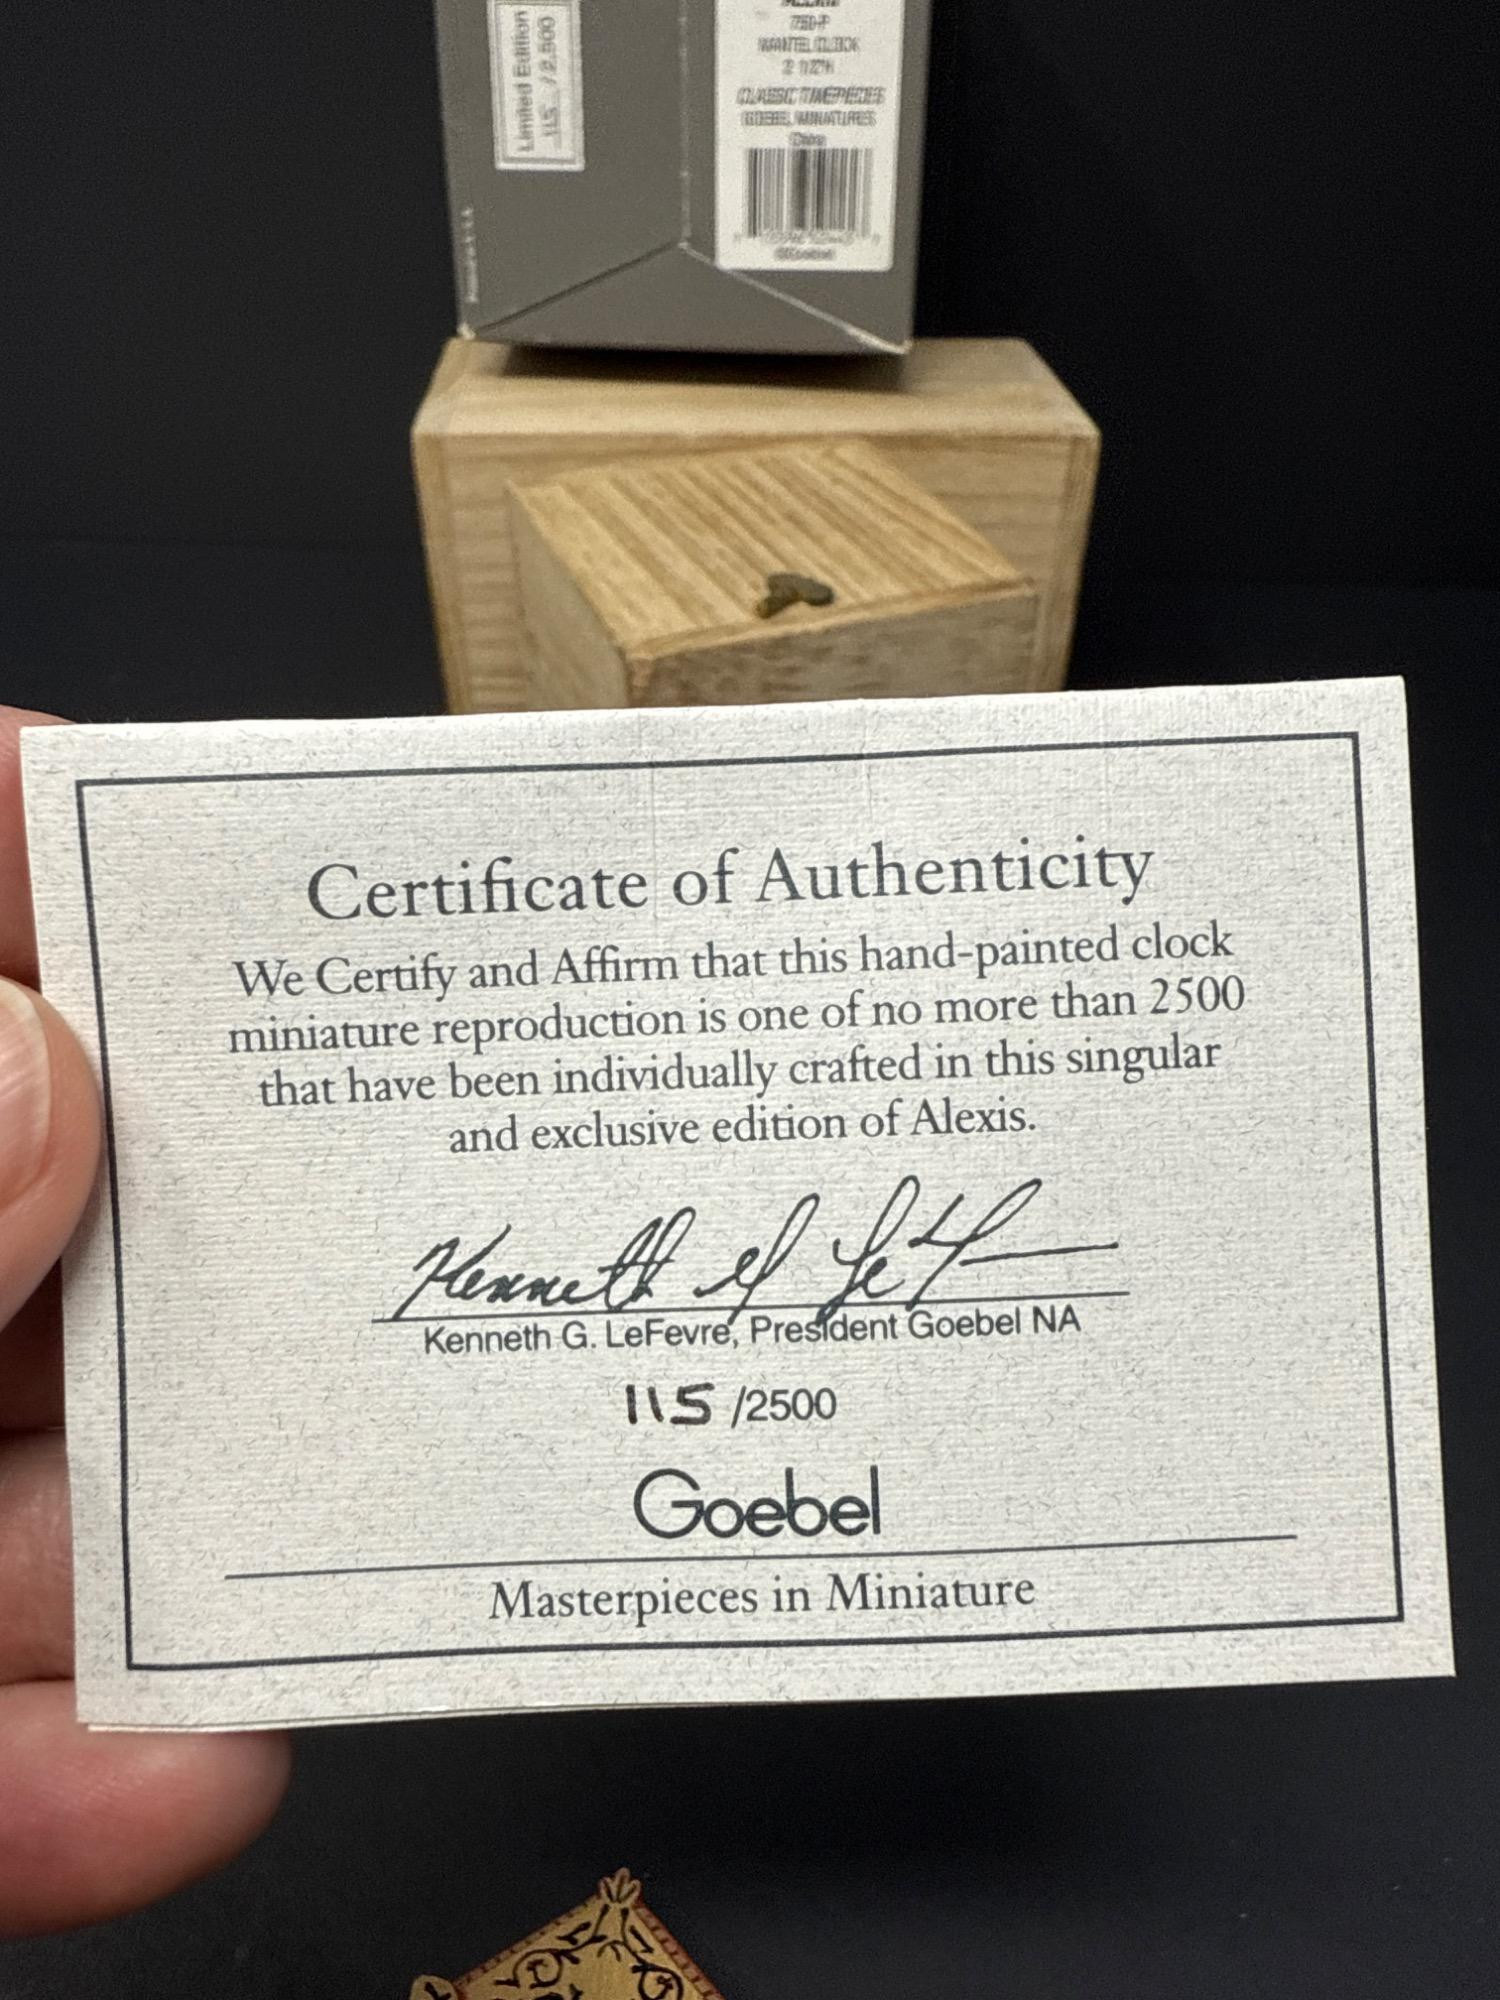 Limited Edition
115 /2,500
750-P
MANTEL CLOCK
CLASSIC TIMEPIECES
GOEBEL MINIATURES
China
Certificate of Authenticity
We Certify and Affirm that this hand-painted clock
miniature reproduction is one of no more than 2500
that have been individually crafted in this singular
and exclusive edition of Alexis.
Kenneth G. LeFevre
Kenneth G. LeFevre, President Goebel NA
115 /2500
Goebel
Masterpieces in Miniature